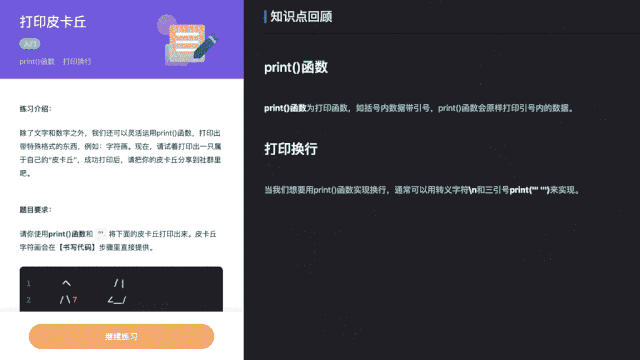 打印皮卡丘
入门
print()函数 打印换行
练习介绍：
除了文字和数字之外，我们还可以灵活运用print()函数，打印出
带特殊格式的东西，例如：字符画。现在，请试着打印出一只属
于自己的“皮卡丘”，成功打印后，请把你的皮卡丘分享到社群里
吧。
题目要求：
请你使用print()函数和 ''' 将下面的皮卡丘打印出来。皮卡丘
字符画会在【书写代码】步骤里直接提供。
1 へ /|
2 /\7 ∠_/
继续练习
知识点回顾
print()函数
print()函数为打印函数，如括号内数据带引号，print()函数会原样打印引号内的数据。
打印换行
当我们想要用print()函数实现换行，通常可以用转义字符\n和三引号print(''' ''')来实现。